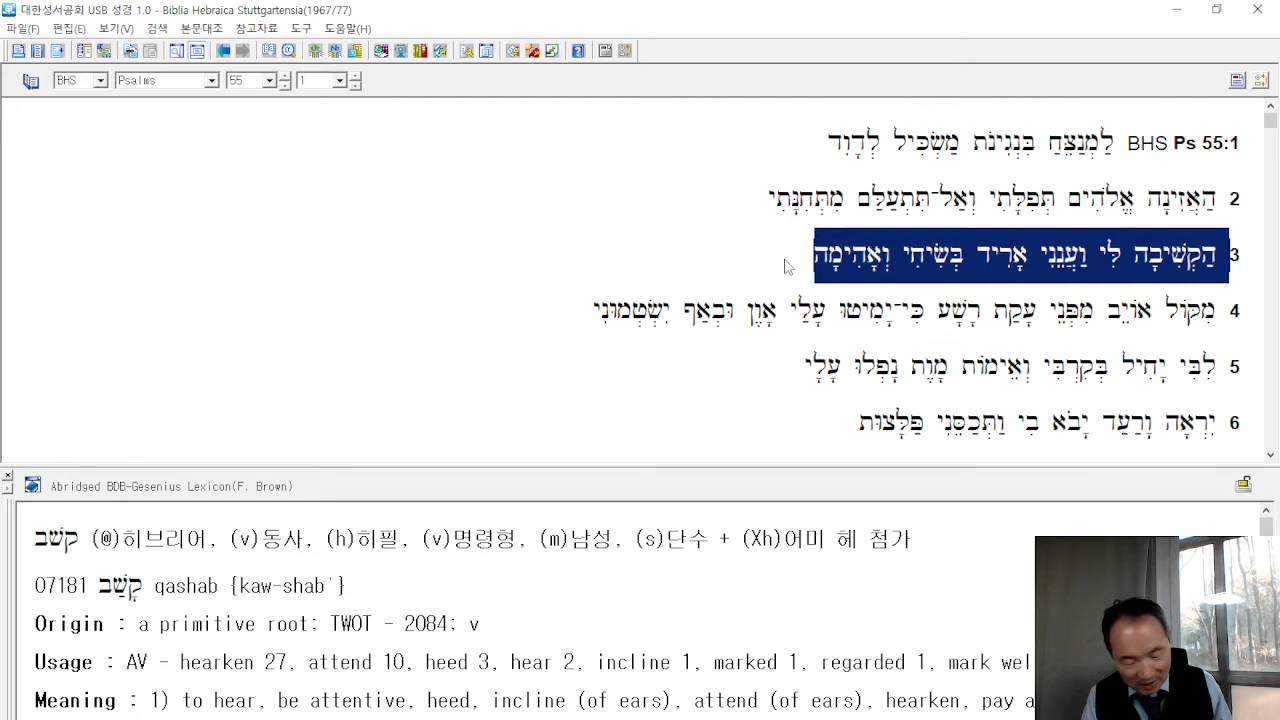 대한성서공회 USB 성경 1.0 - Biblia Hebraica Stuttgartensia(1967/77)
파일(F) 편집(E) 보기(V) 검색 본문대조 참고자료 도구 도움말(H)
BHS Psalms 55 1
BHS Ps 55:1 לַמְנַצֵּחַ בִּנְגִינֹת מַשְׂכִּיל לְדָוִד
2 הַאֲזִינָה אֱלֹהִים תְּפִלָּתִי וְאַל־תִּתְעַלַּם מִתְּחִנָּתִי
3 הַקְשִׁיבָה לִּי וַעֲנֵנִי אָרִיד בְּשִׂיחִי וְאָהִימָה
4 מִקּוֹל אוֹיֵב מִפְּנֵי עָקַת רָשָׁע כִּי־יָמִיטוּ עָלַי אָוֶן וּבְאַף יִשְׂטְמוּנִי
5 לִבִּי יָחִיל בְּקִרְבִּי וְאֵימוֹת מָוֶת נָפְלוּ עָלָי
6 יִרְאָה וָרַעַד יָבֹא בִי וַתְּכַסֵּנִי פַּלָּצוּת
Abridged BDB-Gesenius Lexicon(F. Brown)
קשׁב (@)히브리어, (v)동사, (h)히필, (v)명령형, (m)남성, (s)단수 + (Xh)어미 헤 첨가
07181 קָשַׁב qashab {kaw-shab'}
Origin : a primitive root; TWOT - 2084; v
Usage : AV - hearken 27, attend 10, heed 3, hear 2, incline 1, marked 1, regarded 1, mark wel
Meaning : 1) to hear, be attentive, heed, incline (of ears), attend (of ears), hearken, pay a